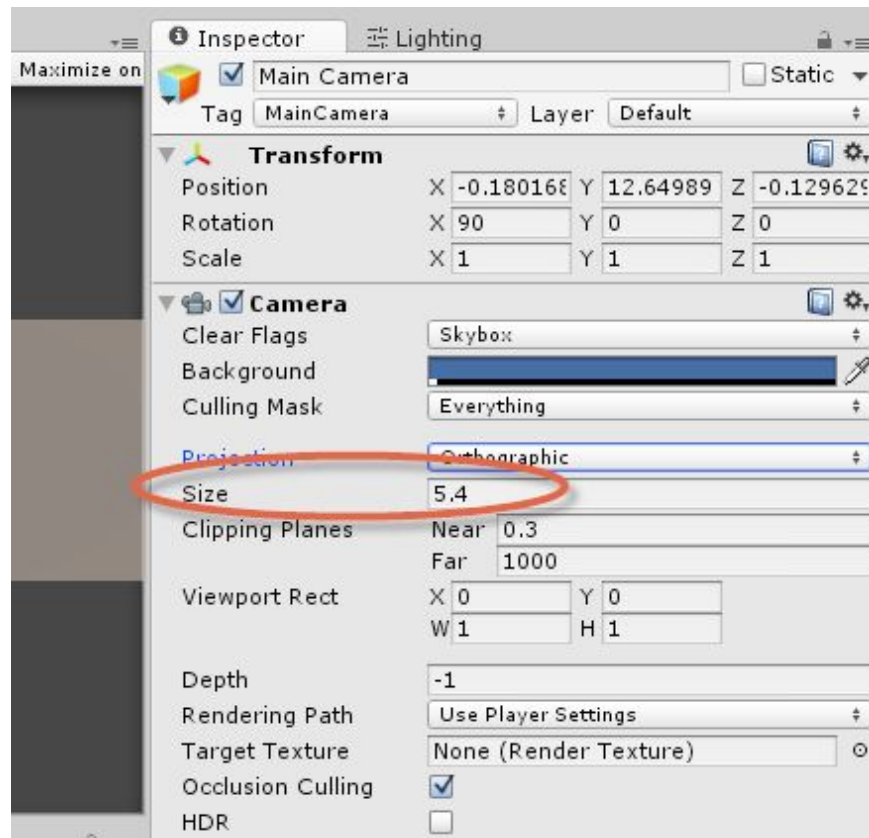 Inspector Lighting
Maximize on
Main Camera Static
Tag MainCamera Layer Default
Transform
Position X -0.180168 Y 12.64989 Z -0.129629
Rotation X 90 Y 0 Z 0
Scale X 1 Y 1 Z 1
Camera
Clear Flags Skybox
Background
Culling Mask Everything
Projection Orthographic
Size 5.4
Clipping Planes Near 0.3
Far 1000
Viewport Rect X 0 Y 0
W 1 H 1
Depth -1
Rendering Path Use Player Settings
Target Texture None (Render Texture)
Occlusion Culling
HDR